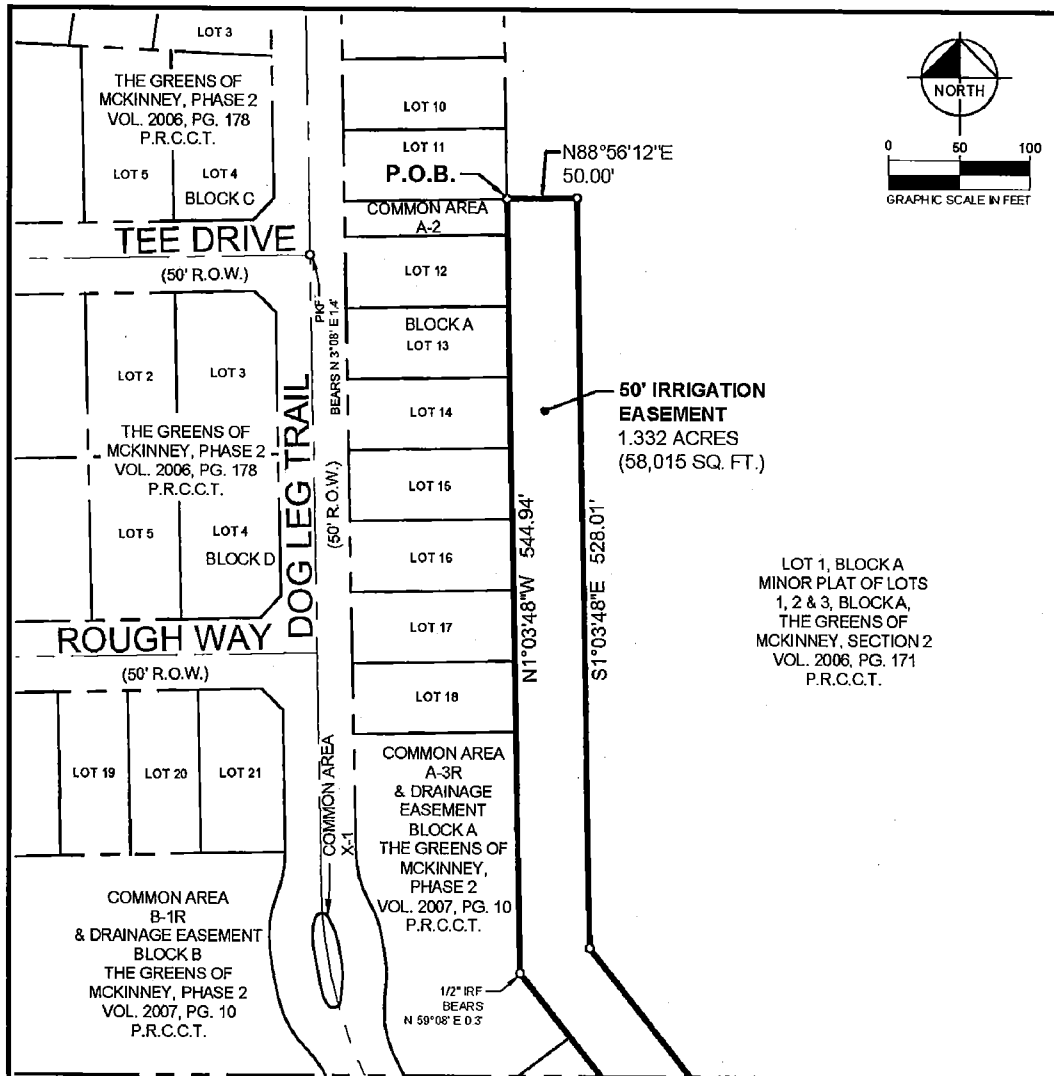 LOT 3
THE GREENS OF
MCKINNEY, PHASE 2
VOL. 2006, PG. 178
P.R.C.C.T.
LOT 5
LOT 4
BLOCK C
TEE DRIVE
(50' R.O.W.)
PKF
BEARS N 3°08' E 1.4'
LOT 10
LOT 11
P.O.B.
COMMON AREA
A-2
LOT 12
BLOCK A
LOT 13
LOT 14
LOT 15
LOT 16
LOT 17
LOT 18
N88°56'12"E
50.00'
NORTH
0 50 100
GRAPHIC SCALE IN FEET
50' IRRIGATION
EASEMENT
1.332 ACRES
(58,015 SQ. FT.)
N1°03'48"W 544.94'
S1°03'48"E 528.01'
LOT 1, BLOCK A
MINOR PLAT OF LOTS
1, 2 & 3, BLOCK A,
THE GREENS OF
MCKINNEY, SECTION 2
VOL. 2006, PG. 171
P.R.C.C.T.
LOT 2
LOT 3
THE GREENS OF
MCKINNEY, PHASE 2
VOL. 2006, PG. 178
P.R.C.C.T.
LOT 5
LOT 4
BLOCK D
DOG LEG TRAIL
(50' R.O.W.)
ROUGH WAY
(50' R.O.W.)
LOT 19
LOT 20
LOT 21
COMMON AREA
X-1
COMMON AREA
A-3R
& DRAINAGE
EASEMENT
BLOCK A
THE GREENS OF
MCKINNEY,
PHASE 2
VOL. 2007, PG. 10
P.R.C.C.T.
COMMON AREA
B-1R
& DRAINAGE EASEMENT
BLOCK B
THE GREENS OF
MCKINNEY, PHASE 2
VOL. 2007, PG. 10
P.R.C.C.T.
1/2" IRF
BEARS
N 59°08' E 0.3'